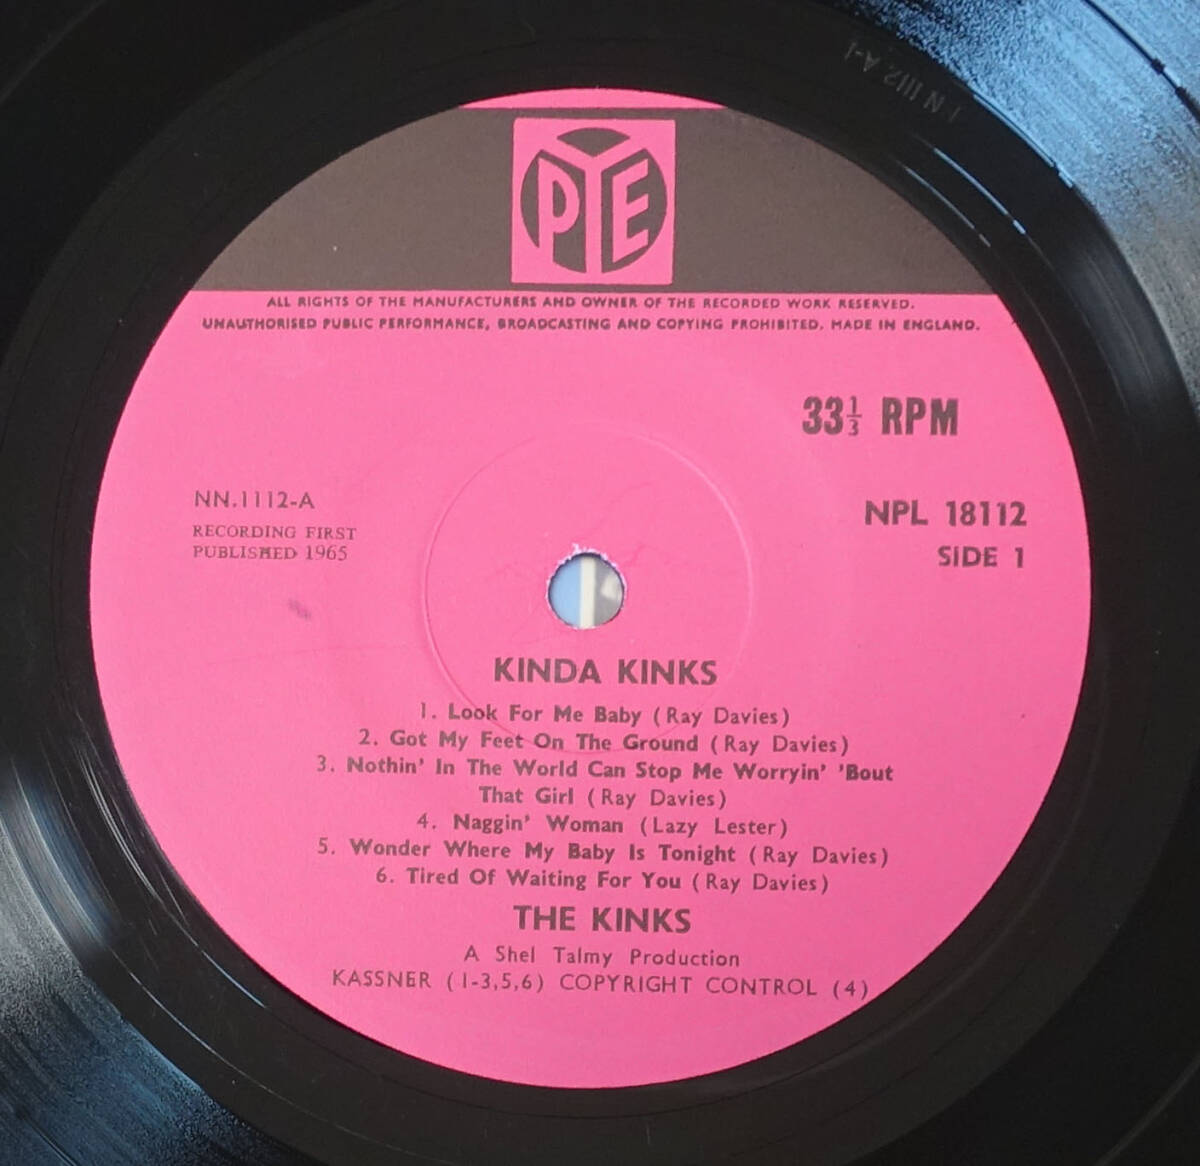 PYE
ALL RIGHTS OF THE MANUFACTURERS AND OWNER OF THE RECORDED WORK RESERVED.
UNAUTHORISED PUBLIC PERFORMANCE, BROADCASTING AND COPYING PROHIBITED. MADE IN ENGLAND.
33⅓ RPM
NN.1112-A
RECORDING FIRST
PUBLISHED 1965
NPL 18112
SIDE 1
KINDA KINKS
1. Look For Me Baby (Ray Davies)
2. Got My Feet On The Ground (Ray Davies)
3. Nothin' In The World Can Stop Me Worryin' 'Bout
That Girl (Ray Davies)
4. Naggin' Woman (Lazy Lester)
5. Wonder Where My Baby Is Tonight (Ray Davies)
6. Tired Of Waiting For You (Ray Davies)
THE KINKS
A Shel Talmy Production
KASSNER (1-3,5,6) COPYRIGHT CONTROL (4)